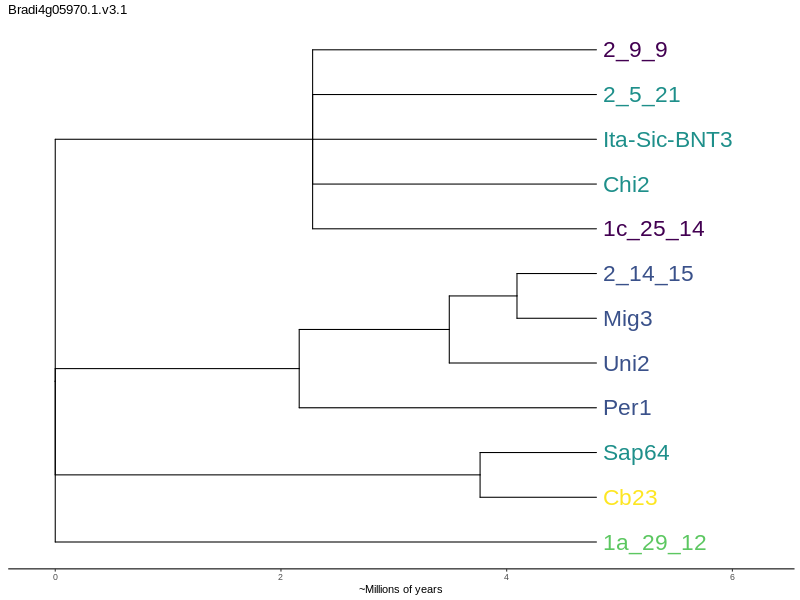 Bradi4g05970.1.v3.1
2_9_9
2_5_21
Ita-Sic-BNT3
Chi2
1c_25_14
2_14_15
Mig3
Uni2
Per1
Sap64
Cb23
1a_29_12
0 2 4 6
~Millions of years